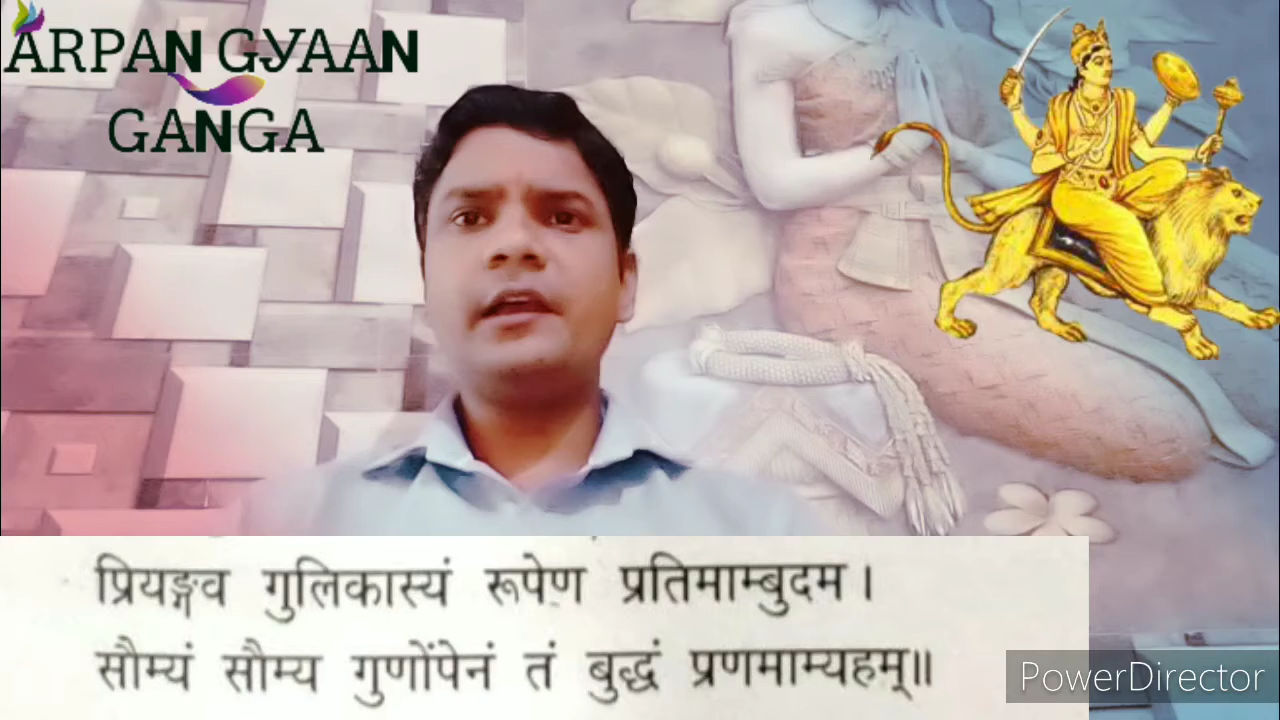 ARPAN GYAAN
GANGA
प्रियङ्गव गुलिकास्यं रूपेण प्रतिमाम्बुदम ।
सौम्यं सौम्य गुणोंपेनं तं बुद्धं प्रणमाम्यहम्॥
PowerDirector